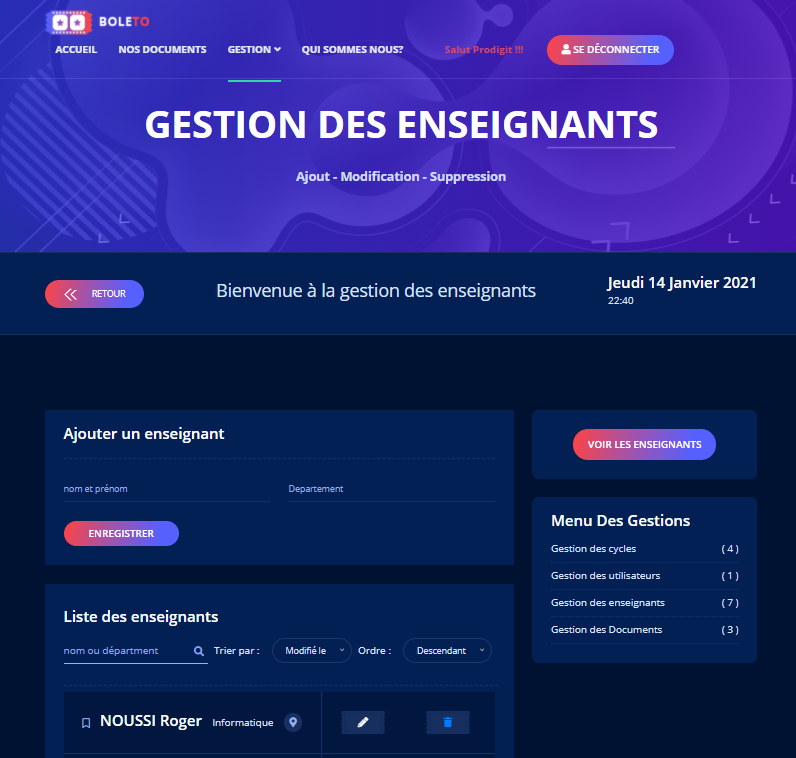 BOLETO
ACCUEIL NOS DOCUMENTS GESTION QUI SOMMES NOUS? Salut Prodigit !!! SE DÉCONNECTER
GESTION DES ENSEIGNANTS
Ajout - Modification - Suppression
RETOUR
Bienvenue à la gestion des enseignants
Jeudi 14 Janvier 2021
22:40
Ajouter un enseignant
nom et prénom Departement
ENREGISTRER
VOIR LES ENSEIGNANTS
Menu Des Gestions
Gestion des cycles ( 4 )
Gestion des utilisateurs ( 1 )
Gestion des enseignants ( 7 )
Gestion des Documents ( 3 )
Liste des enseignants
nom ou départment Trier par : Modifié le Ordre : Descendant
NOUSSI Roger Informatique